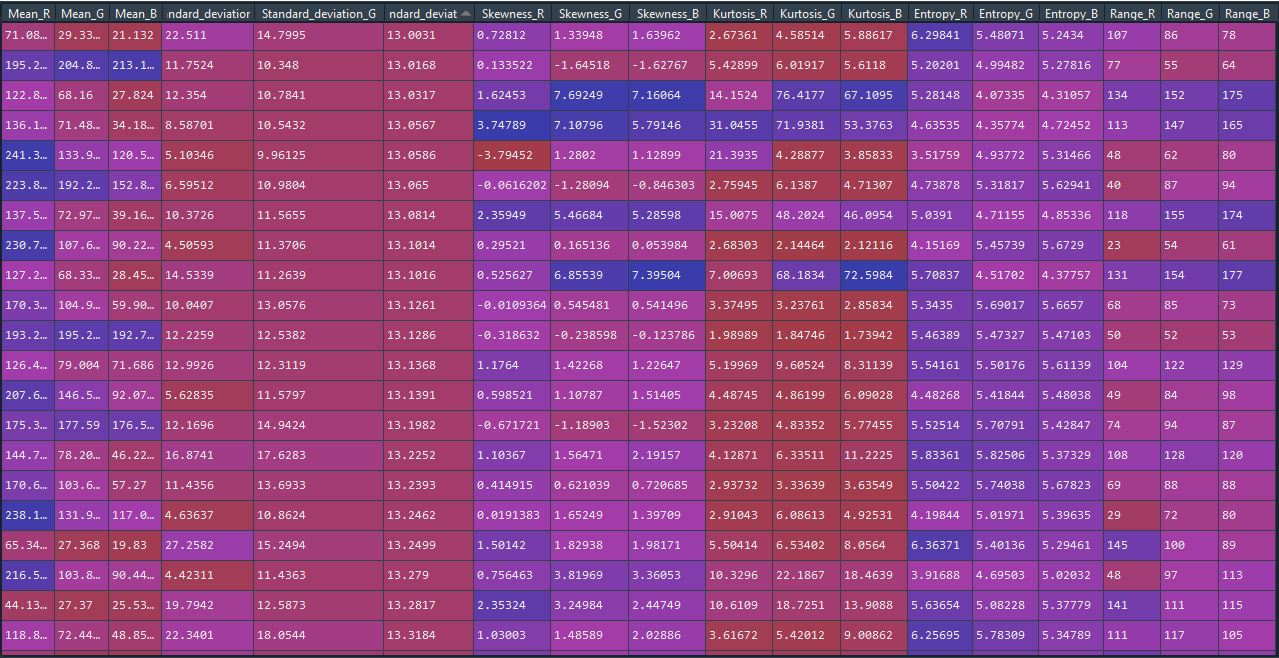 Mean_R Mean_G Mean_B ndard_deviation Standard_deviation_G ndard_deviat Skewness_R Skewness_G Skewness_B Kurtosis_R Kurtosis_G Kurtosis_B Entropy_R Entropy_G Entropy_B Range_R Range_G Range_B
71.08... 29.33... 21.132 22.511 14.7995 13.0031 0.72812 1.33948 1.63962 2.67361 4.58514 5.88617 6.29841 5.48071 5.2434 107 86 78
195.2... 204.8... 213.1... 11.7524 10.348 13.0168 0.133522 -1.64518 -1.62767 5.42899 6.01917 5.6118 5.20201 4.99482 5.27816 77 55 64
122.8... 68.16 27.824 12.354 10.7841 13.0317 1.62453 7.69249 7.16064 14.1524 76.4177 67.1095 5.28148 4.07335 4.31057 134 152 175
136.1... 71.48... 34.18... 8.58701 10.5432 13.0567 3.74789 7.10796 5.79146 31.0455 71.9381 53.3763 4.63535 4.35774 4.72452 113 147 165
241.3... 133.9... 120.5... 5.10346 9.96125 13.0586 -3.79452 1.2802 1.12899 21.3935 4.28877 3.85833 3.51759 4.93772 5.31466 48 62 80
223.8... 192.2... 152.8... 6.59512 10.9804 13.065 -0.0616202 -1.28094 -0.846303 2.75945 6.1387 4.71307 4.73878 5.31817 5.62941 40 87 94
137.5... 72.97... 39.16... 10.3726 11.5655 13.0814 2.35949 5.46684 5.28598 15.0075 48.2024 46.0954 5.0391 4.71155 4.85336 118 155 174
230.7... 107.6... 90.22... 4.50593 11.3706 13.1014 0.29521 0.165136 0.053984 2.68303 2.14464 2.12116 4.15169 5.45739 5.6729 23 54 61
127.2... 68.33... 28.45... 14.5339 11.2639 13.1016 0.525627 6.85539 7.39504 7.00693 68.1834 72.5984 5.70837 4.51702 4.37757 131 154 177
170.3... 104.9... 59.90... 10.0407 13.0576 13.1261 -0.0109364 0.545481 0.541496 3.37495 3.23761 2.85834 5.3435 5.69017 5.6657 68 85 73
193.2... 195.2... 192.7... 12.2259 12.5382 13.1286 -0.318632 -0.238598 -0.123786 1.98989 1.84746 1.73942 5.46389 5.47327 5.47103 50 52 53
126.4... 79.004 71.686 12.9926 12.3119 13.1368 1.1764 1.42268 1.22647 5.19969 9.60524 8.31139 5.54161 5.50176 5.61139 104 122 129
207.6... 146.5... 92.07... 5.62835 11.5797 13.1391 0.598521 1.10787 1.51405 4.48745 4.86199 6.09028 4.48268 5.41844 5.48038 49 84 98
175.3... 177.59 176.5... 12.1696 14.9424 13.1982 -0.671721 -1.18903 -1.52302 3.23208 4.83352 5.77455 5.52514 5.70791 5.42847 74 94 87
144.7... 78.20... 46.22... 16.8741 17.6283 13.2252 1.10367 1.56471 2.19157 4.12871 6.33511 11.2225 5.83361 5.82506 5.37329 108 128 120
170.6... 103.6... 57.27 11.4356 13.6933 13.2393 0.414915 0.621039 0.720685 2.93732 3.33639 3.63549 5.50422 5.74038 5.67823 69 88 88
238.1... 131.9... 117.0... 4.63637 10.8624 13.2462 0.0191383 1.65249 1.39709 2.91043 6.08613 4.92531 4.19844 5.01971 5.39635 29 72 80
65.34... 27.368 19.83 27.2582 15.2494 13.2499 1.50142 1.82938 1.98171 5.50414 6.53402 8.0564 6.36371 5.40136 5.29461 145 100 89
216.5... 103.8... 90.44... 4.42311 11.4363 13.279 0.756463 3.81969 3.36053 10.3296 22.1867 18.4639 3.91688 4.69503 5.02032 48 97 113
44.13... 27.37 25.53... 19.7942 12.5873 13.2817 2.35324 3.24984 2.44749 10.6109 18.7251 13.9088 5.63654 5.08228 5.37779 141 111 115
118.8... 72.44... 48.85... 22.3401 18.0544 13.3184 1.03003 1.48589 2.02886 3.61672 5.42012 9.00862 6.25695 5.78309 5.34789 111 117 105